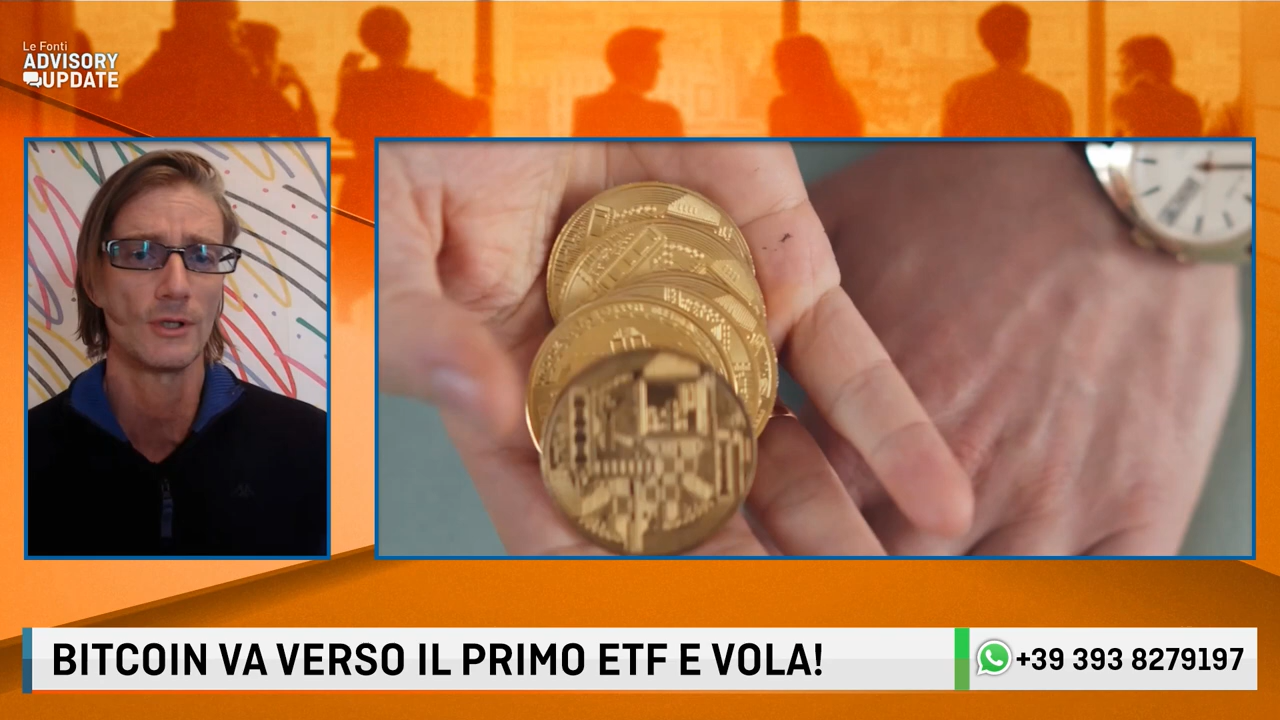 Le Fonti
ADVISORY
UPDATE
BITCOIN VA VERSO IL PRIMO ETF E VOLA!
+39 393 8279197